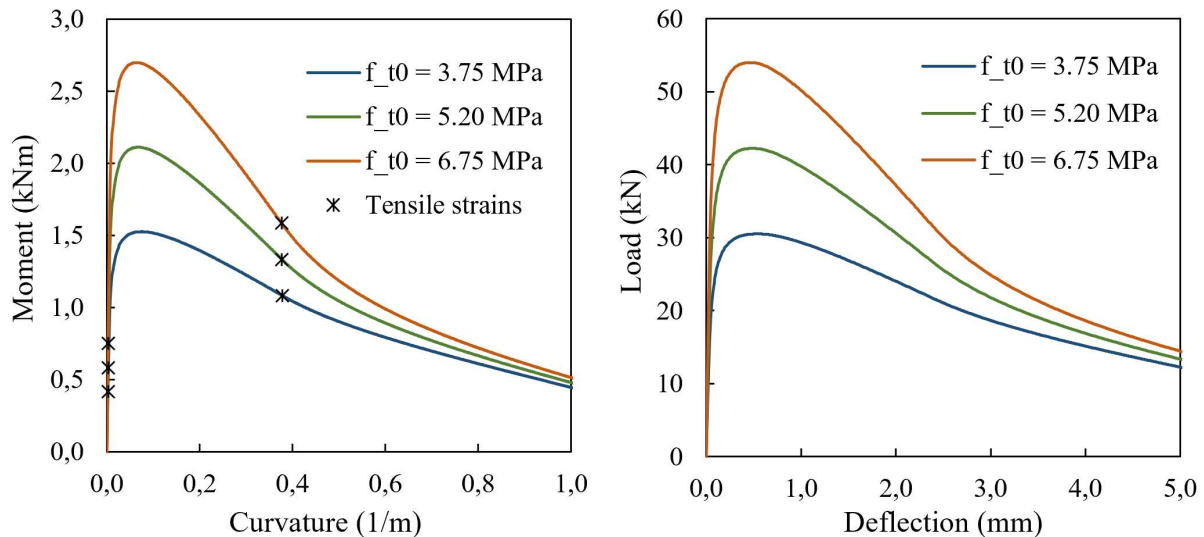 3,0
2,5
2,0
1,5
1,0
0,5
0,0
Moment (kNm)
0,0 0,2 0,4 0,6 0,8 1,0
Curvature (1/m)
f_t0 = 3.75 MPa
f_t0 = 5.20 MPa
f_t0 = 6.75 MPa
Tensile strains
60
50
40
30
20
10
0
Load (kN)
0,0 1,0 2,0 3,0 4,0 5,0
Deflection (mm)
f_t0 = 3.75 MPa
f_t0 = 5.20 MPa
f_t0 = 6.75 MPa